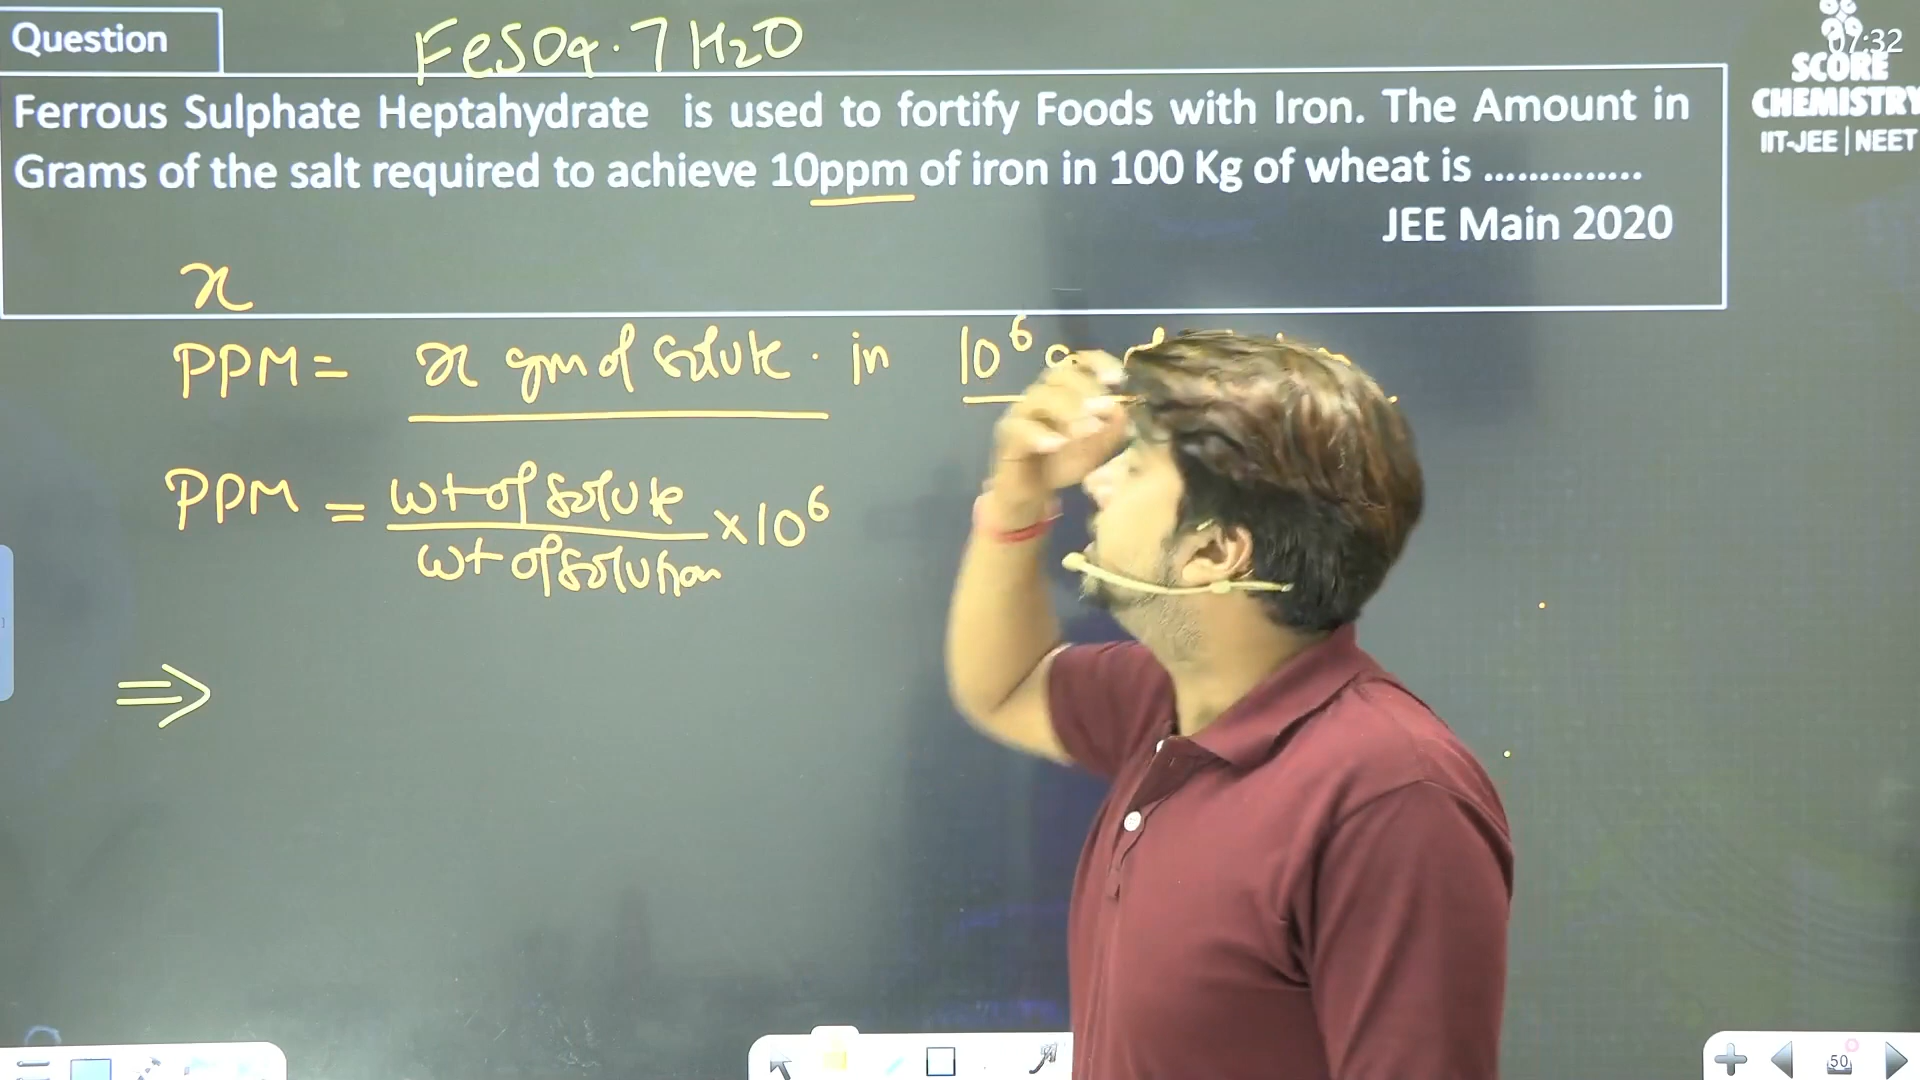 Question
FeSO4.7H2O
07:32
SCORE
CHEMISTRY
IIT-JEE | NEET
Ferrous Sulphate Heptahydrate is used to fortify Foods with Iron. The Amount in
Grams of the salt required to achieve 10ppm of iron in 100 Kg of wheat is ..............
JEE Main 2020
x
PPM = x gm of solute . in 10⁶
PPM = wt of solute / wt of solution × 10⁶
⇒
50